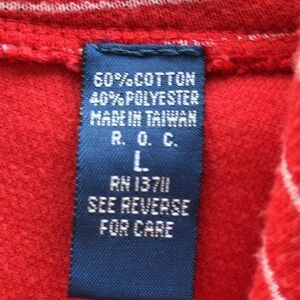 60% COTTON
40% POLYESTER
MADE IN TAIWAN
R. O. C.
L
RN 13711
SEE REVERSE
FOR CARE